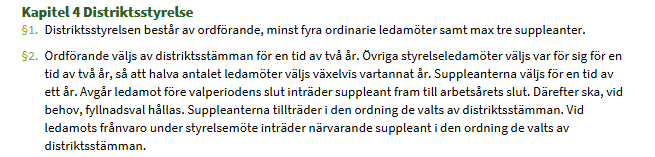 Kapitel 4 Distriktsstyrelse
§1. Distriktsstyrelsen består av ordförande, minst fyra ordinarie ledamöter samt max tre suppleanter.
§2. Ordförande väljs av distriktsstämman för en tid av två år. Övriga styrelseledamöter väljs var för sig för en
tid av två år, så att halva antalet ledamöter väljs växelvis vartannat år. Suppleanterna väljs för en tid av
ett år. Avgår ledamot före valperiodens slut inträder suppleant fram till arbetsårets slut. Därefter ska, vid
behov, fyllnadsval hållas. Suppleanterna tillträder i den ordning de valts av distriktsstämman. Vid
ledamots frånvaro under styrelsemöte inträder närvarande suppleant i den ordning de valts av
distriktsstämman.